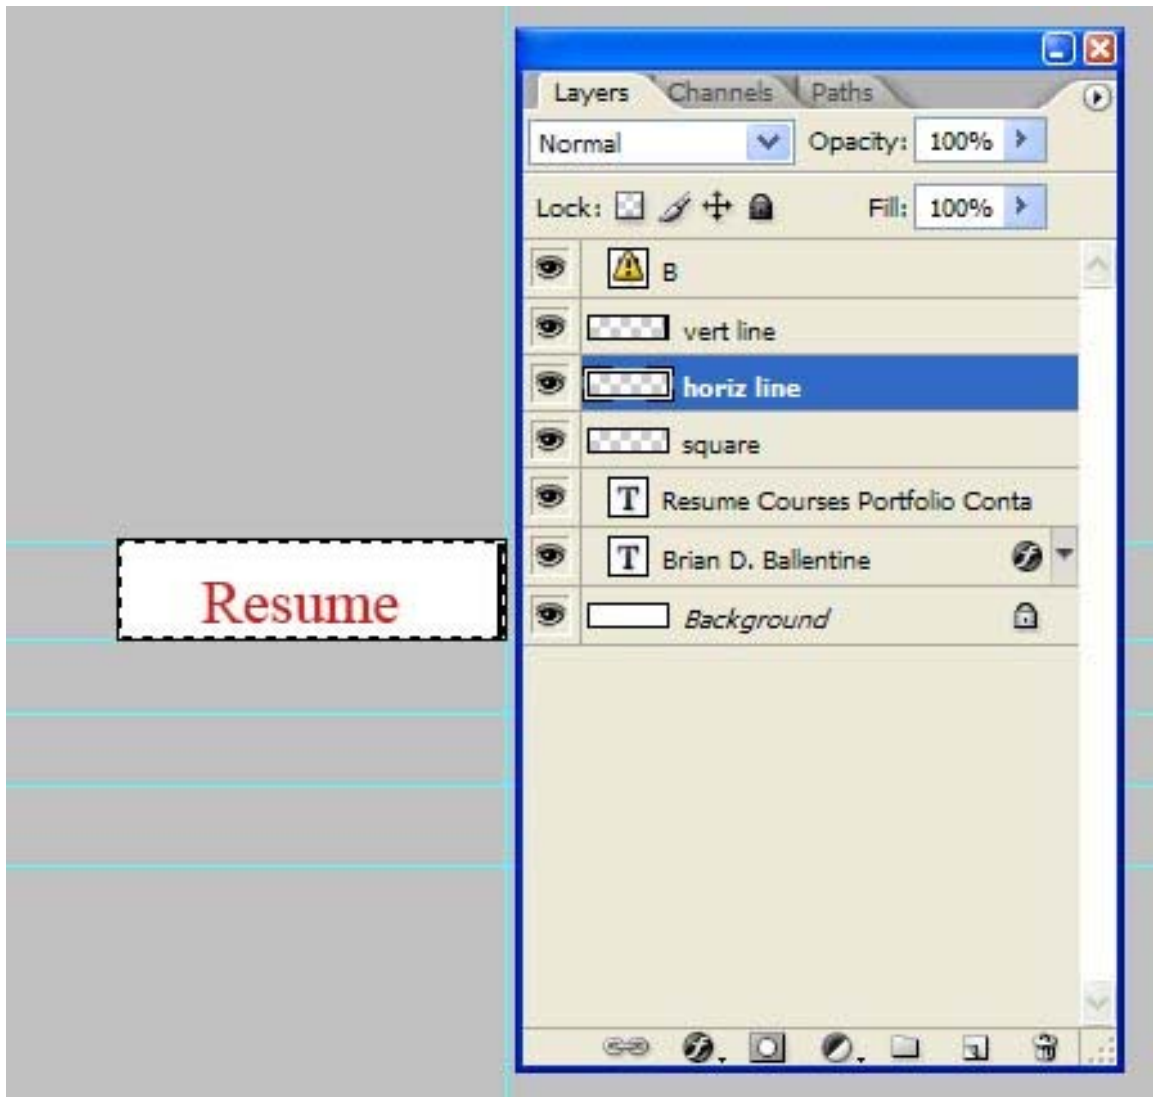 Layers Channels Paths
Normal Opacity: 100%
Lock: Fill: 100%
B
vert line
horiz line
square
T Resume Courses Portfolio Conta
T Brian D. Ballentine
Background
Resume